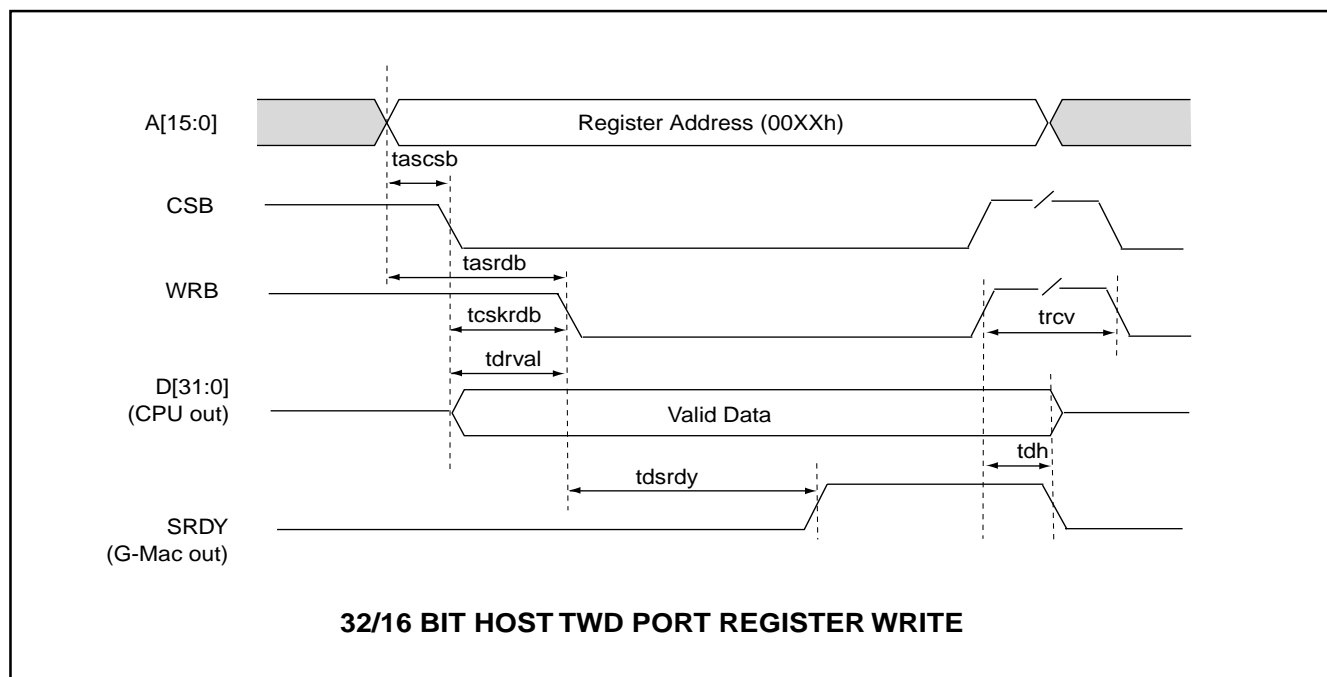 A[15:0]
Register Address (00XXh)
tascsb
CSB
tasrdb
WRB
tcskrdb
trcv
tdrval
D[31:0]
(CPU out)
Valid Data
tdh
tdsrdy
SRDY
(G-Mac out)
32/16 BIT HOST TWD PORT REGISTER WRITE